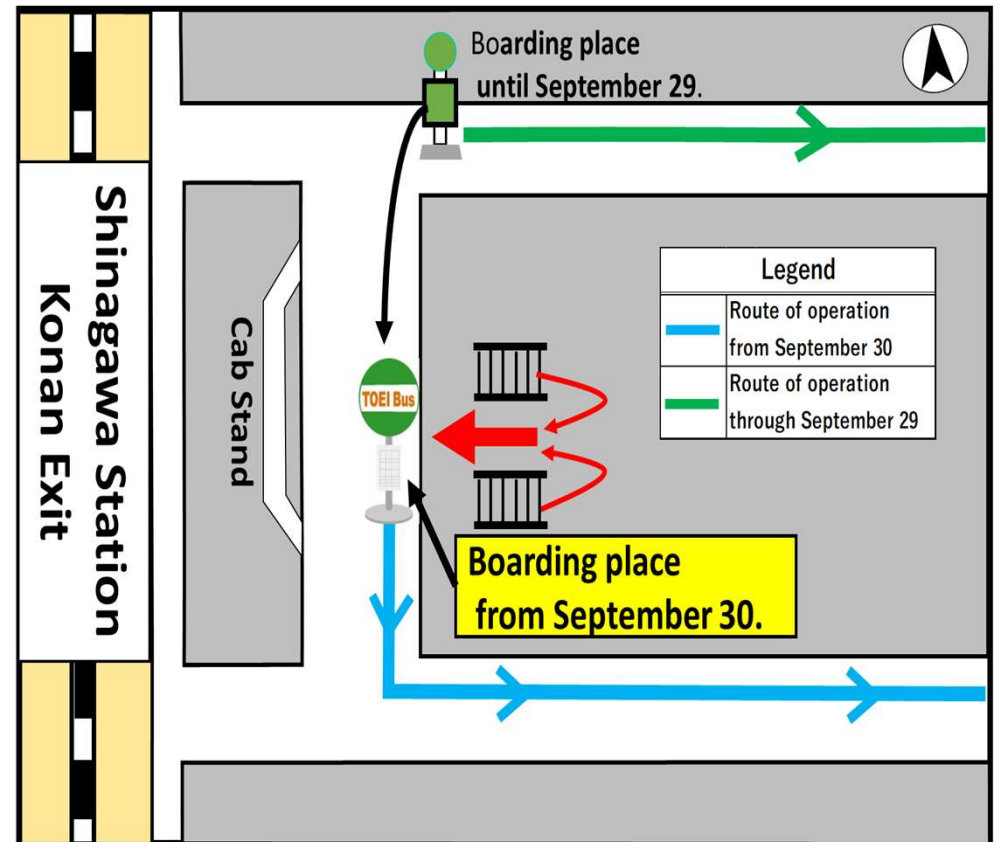 Boarding place
until September 29.
Shinagawa Station
Konan Exit
Cab Stand
TOEI Bus
Legend
Route of operation
from September 30
Route of operation
through September 29
Boarding place
from September 30.